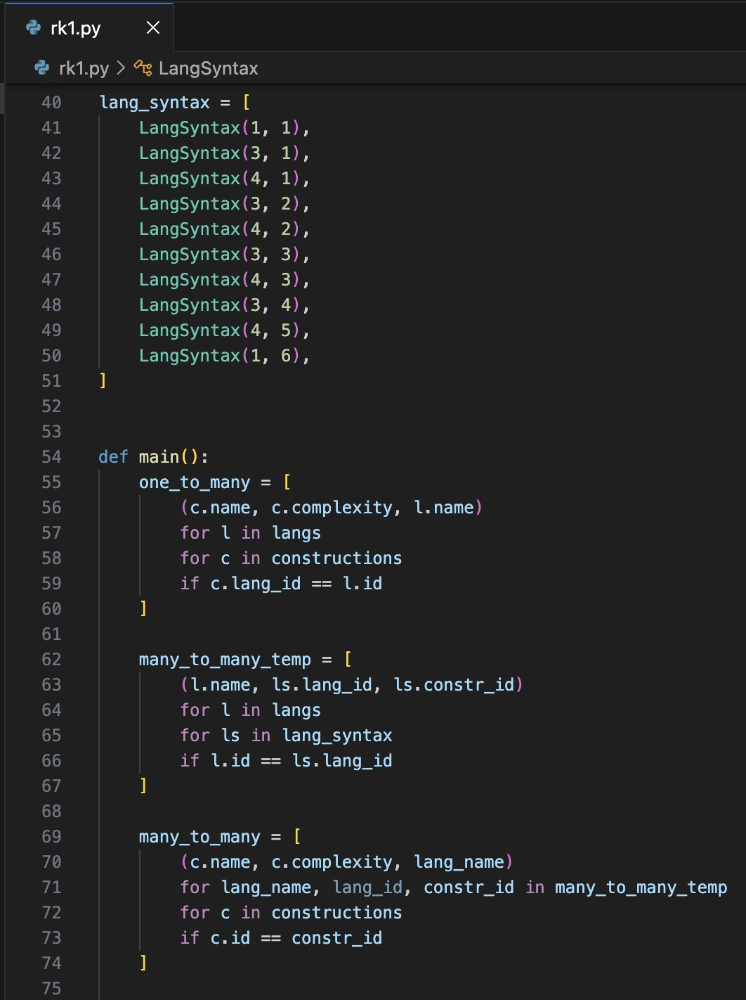 rk1.py
rk1.py > LangSyntax
40 lang_syntax = [
41     LangSyntax(1, 1),
42     LangSyntax(3, 1),
43     LangSyntax(4, 1),
44     LangSyntax(3, 2),
45     LangSyntax(4, 2),
46     LangSyntax(3, 3),
47     LangSyntax(4, 3),
48     LangSyntax(3, 4),
49     LangSyntax(4, 5),
50     LangSyntax(1, 6),
51 ]
52
53
54 def main():
55     one_to_many = [
56         (c.name, c.complexity, l.name)
57         for l in langs
58         for c in constructions
59         if c.lang_id == l.id
60     ]
61
62     many_to_many_temp = [
63         (l.name, ls.lang_id, ls.constr_id)
64         for l in langs
65         for ls in lang_syntax
66         if l.id == ls.lang_id
67     ]
68
69     many_to_many = [
70         (c.name, c.complexity, lang_name)
71         for lang_name, lang_id, constr_id in many_to_many_temp
72         for c in constructions
73         if c.id == constr_id
74     ]
75